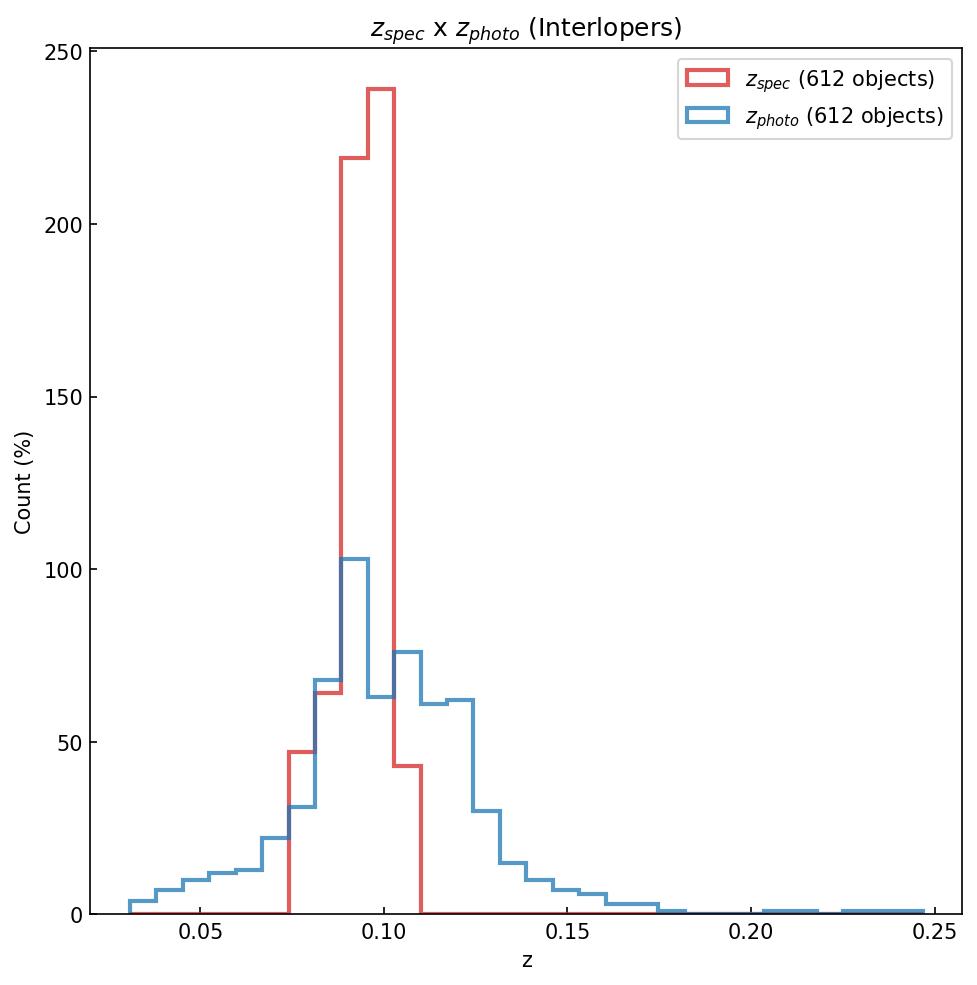 z_spec x z_photo (Interlopers)
z_spec (612 objects)
z_photo (612 objects)
Count (%)
250
200
150
100
50
0
0.05 0.10 0.15 0.20 0.25
z